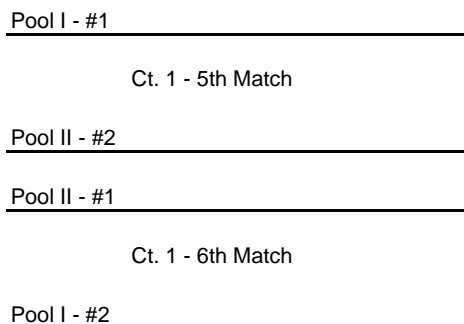 Pool I - #1
Ct. 1 - 5th Match
Pool II - #2
Pool II - #1
Ct. 1 - 6th Match
Pool I - #2